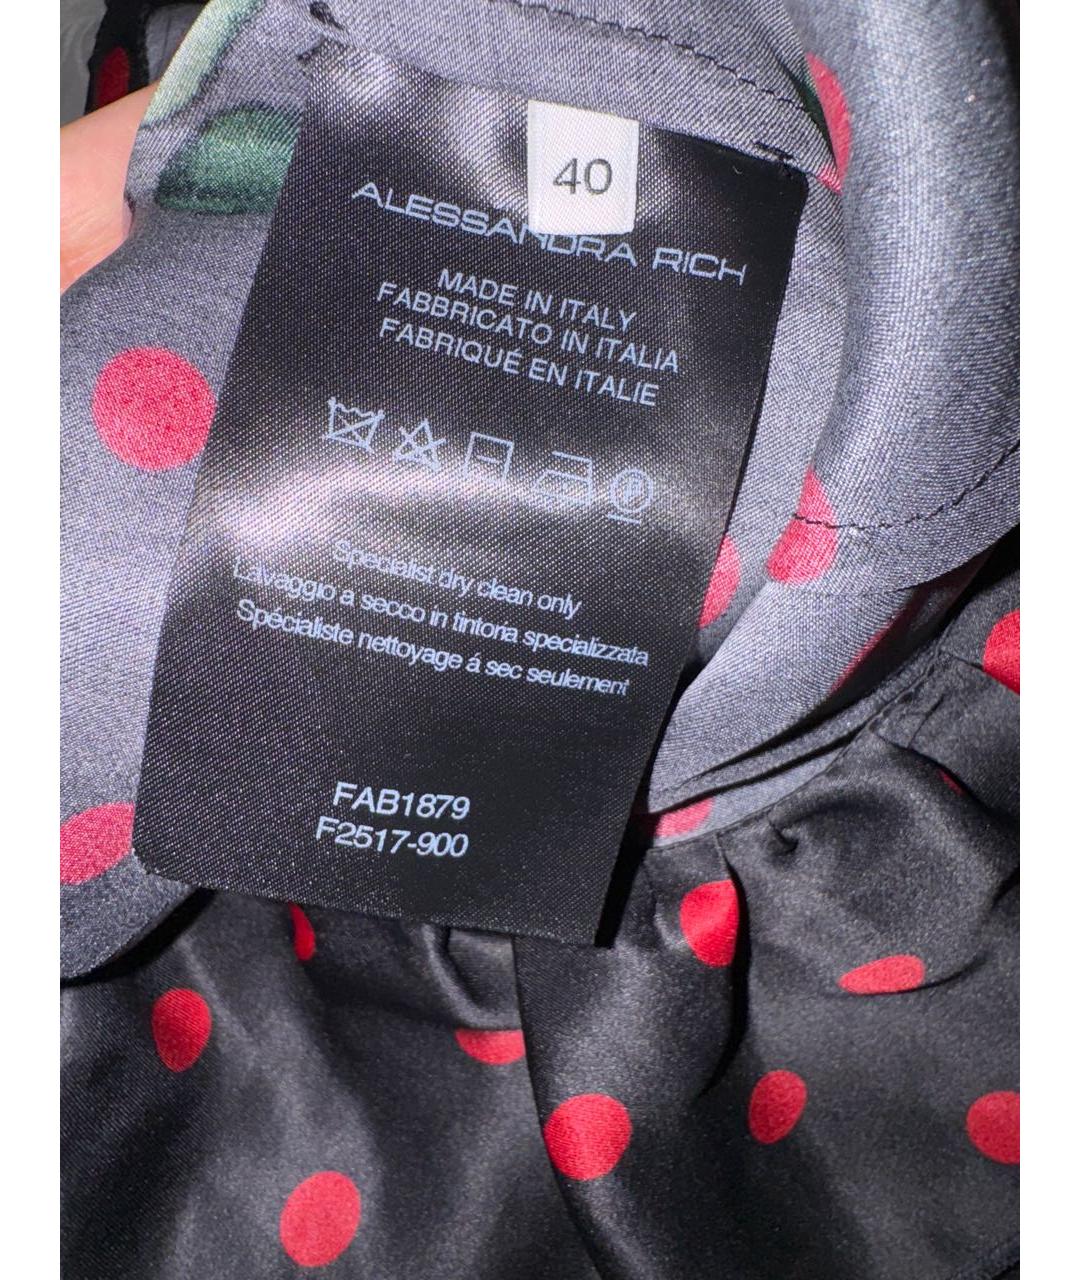 40
ALESSANDRA RICH
MADE IN ITALY
FABBRICATO IN ITALIA
FABRIQUÉ EN ITALIE
P
Specialist dry clean only
Lavaggio a secco in tintoria specializzata
Spécialiste nettoyage á sec seulement
FAB1879
F2517-900